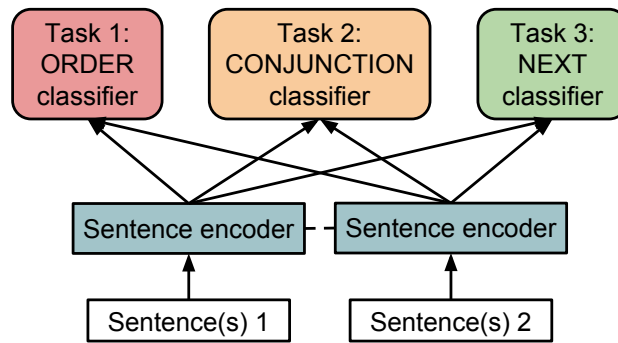 Task 1:
ORDER
classifier
Task 2:
CONJUNCTION
classifier
Task 3:
NEXT
classifier
Sentence encoder
Sentence encoder
Sentence(s) 1
Sentence(s) 2